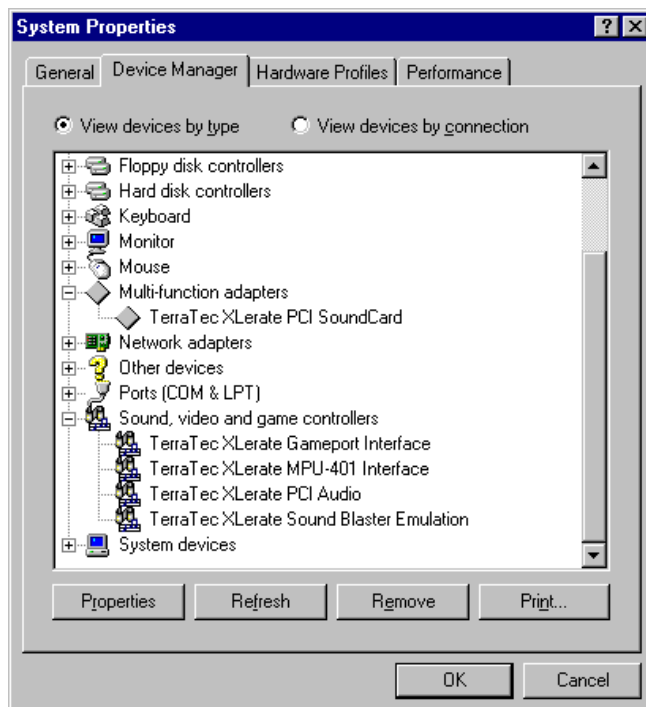 System Properties
General Device Manager Hardware Profiles Performance
View devices by type View devices by connection
Floppy disk controllers
Hard disk controllers
Keyboard
Monitor
Mouse
Multi-function adapters
TerraTec XLerate PCI SoundCard
Network adapters
Other devices
Ports (COM & LPT)
Sound, video and game controllers
TerraTec XLerate Gameport Interface
TerraTec XLerate MPU-401 Interface
TerraTec XLerate PCI Audio
TerraTec XLerate Sound Blaster Emulation
System devices
Properties Refresh Remove Print...
OK Cancel